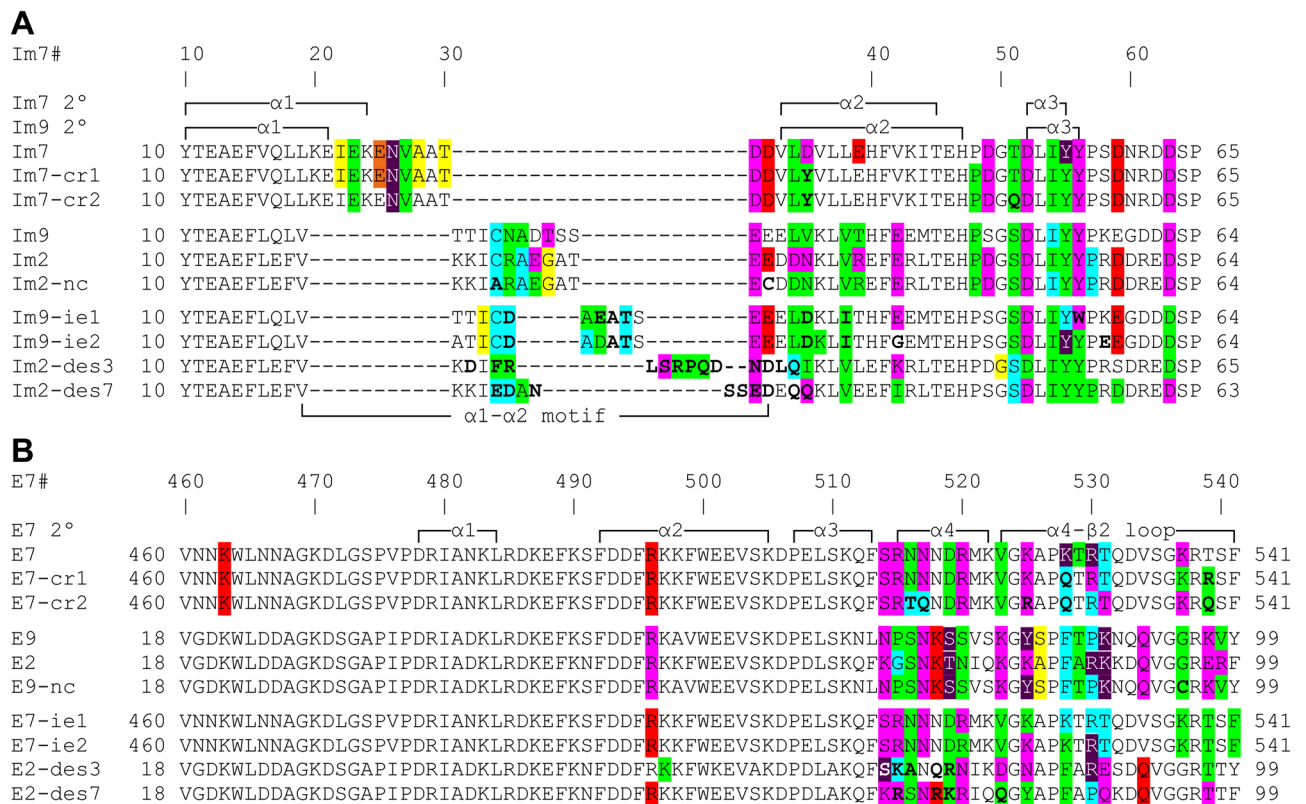 A
Im7# 10 20 30 40 50 60
Im7 2° α1 α2 α3
Im9 2° α1 α2 α3
Im7 10 YTEAEFVQLLKEIEKENVAAT-----------------------DDVLDVLLEHFVKITEHPDGTDLIYYPSDNRDDSP 65
Im7-cr1 10 YTEAEFVQLLKEIEKENVAAT-----------------------DDVLYVLLEHFVKITEHPDGTDLIYYPSDNRDDSP 65
Im7-cr2 10 YTEAEFVQLLKEIEKENVAAT-----------------------DDVLYVLLEHFVKITEHPDGQDLIYYPSDNRDDSP 65
Im9 10 YTEAEFLQLV-----------TTICNADTSS-------------EEELVKLVTHFEEMTEHPSGSDLIYYPKEGDDDSP 64
Im2 10 YTEAEFLEFV-----------KKICRAEGAT-------------EEDDNKLVREFERLTEHPDGSDLIYYPRDDREDSP 64
Im2-nc 10 YTEAEFLEFV-----------KKIARAEGAT-------------ECDDNKLVREFERLTEHPDGSDLIYYPRDDREDSP 64
Im9-ie1 10 YTEAEFLQLV-----------TTICD-----AEATS--------EEELDKLITHFEEMTEHPSGSDLIYWPKEGDDDSP 64
Im9-ie2 10 YTEAEFLQLV-----------ATICD-----ADATS--------EEELDKLITHFGEMTEHPSGSDLIYYPEEGDDDSP 64
Im2-des3 10 YTEAEFLEFV-----------KDIFR----------LSRPQD--NDLQIKLVLEFKRLTEHPDGSDLIYYPRSDREDSP 65
Im2-des7 10 YTEAEFLEFV-----------KKIEDAN--------------SSEDEQQKLVEEFIRLTEHPDGSDLIYYPRDDREDSP 63
α1-α2 motif
B
E7# 460 470 480 490 500 510 520 530 540
E7 2° α1 α2 α3 α4 α4-β2 loop
E7 460 VNNKWLNNAGKDLGSPVPDRIANKLRDKEFKSFDDFRKKFWEEVSKDPELSKQFSRNNNDRMKVGKAPKTRTQDVSGKRTSF 541
E7-cr1 460 VNNKWLNNAGKDLGSPVPDRIANKLRDKEFKSFDDFRKKFWEEVSKDPELSKQFSRNNNDRMKVGKAPQTRTQDVSGKRRSF 541
E7-cr2 460 VNNKWLNNAGKDLGSPVPDRIANKLRDKEFKSFDDFRKKFWEEVSKDPELSKQFSRTQNDRMKVGRAPQTRTQDVSGKRQSF 541
E9 18 VGDKWLDDAGKDSGAPIPDRIADKLRDKEFKSFDDFRKAVWEEVSKDPELSKNLNPSNKSSVSKGYSPFTPKNQQVGGRKVY 99
E2 18 VGDKWLDDAGKDSGAPIPDRIADKLRDKEFKNFDDFRRKFWEEVSKDPELSKQFKGSNKTNIQKGKAPFARKKDQVGGRERF 99
E9-nc 18 VGDKWLDDAGKDSGAPIPDRIADKLRDKEFKSFDDFRKAVWEEVSKDPELSKNLNPSNKSSVSKGYSPFTPKNQQVGCRKVY 99
E7-ie1 460 VNNKWLNNAGKDLGSPVPDRIANKLRDKEFKSFDDFRKKFWEEVSKDPELSKQFSRNNNDRMKVGKAPKTRTQDVSGKRTSF 541
E7-ie2 460 VNNKWLNNAGKDLGSPVPDRIANKLRDKEFKSFDDFRKKFWEEVSKDPELSKQFSRNNNDRMKVGKAPKTRTQDVSGKRTSF 541
E2-des3 18 VGDKWLDDAGKDSGAPIPDRIADKLRDKEFKNFDDFRKKFWEVAKDPDLAKQFSKANQRNIKDGNAPFARESDQVGGRTTY 99
E2-des7 18 VGDKWLDDAGKDSGAPIPDRIADKLRDKEFKSFDDFRRKFWEEVSKDPDLAKQFKRSNRKRIQQGYAPFAPQKDQVGGRTTF 99